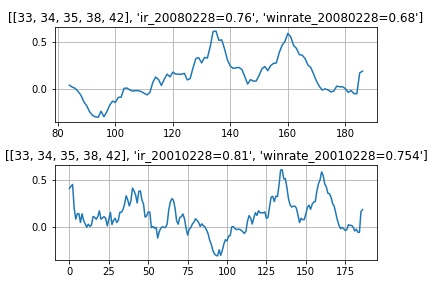 [[33, 34, 35, 38, 42], 'ir_20080228=0.76', 'winrate_20080228=0.68']
0.5
0.0
80 100 120 140 160 180
[[33, 34, 35, 38, 42], 'ir_20010228=0.81', 'winrate_20010228=0.754']
0.5
0.0
0 25 50 75 100 125 150 175